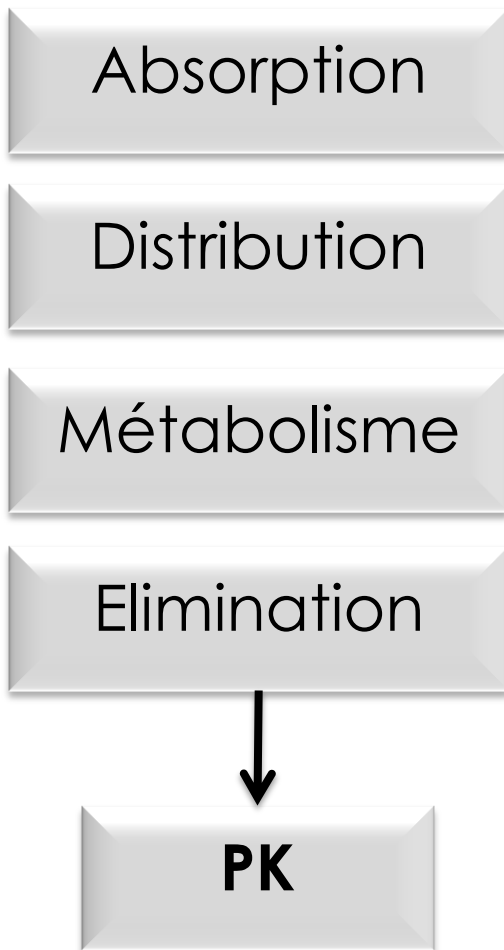 Absorption
Distribution
Métabolisme
Elimination
PK